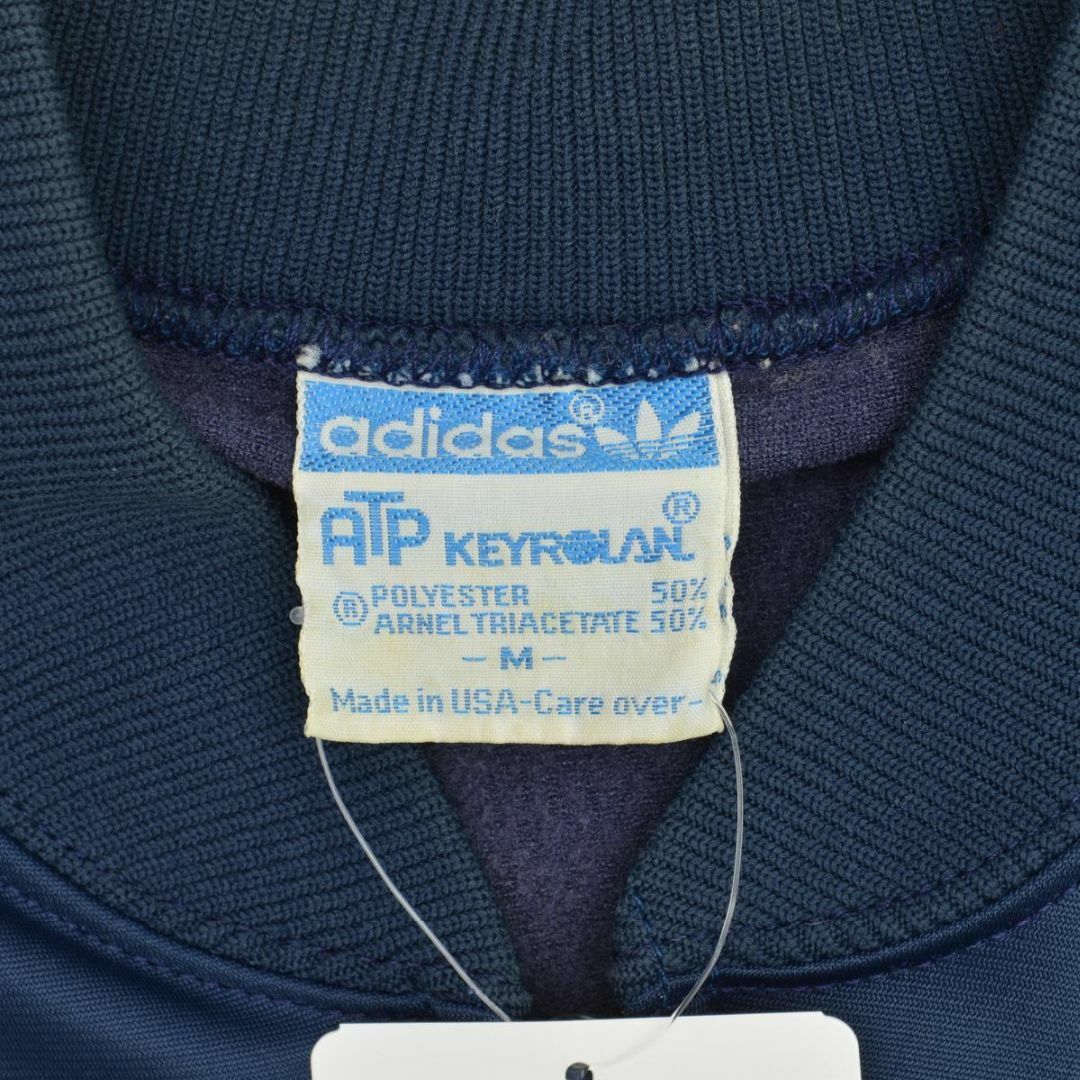 adidas®
ATP KEYROLAN®
® POLYESTER 50%
ARNEL TRIACETATE 50%
- M -
Made in USA-Care over-